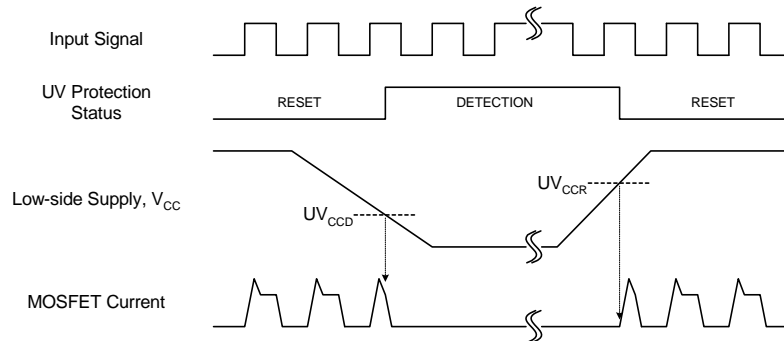 Input Signal
UV Protection
Status
RESET
DETECTION
RESET
Low-side Supply, VCC
UVCCD
UVCCR
MOSFET Current